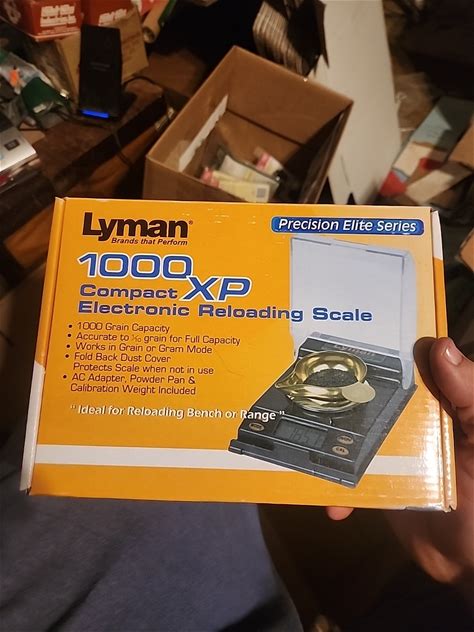 Lyman®
Brands that Perform
Precision Elite Series
1000 XP
Compact
Electronic Reloading Scale
• 1000 Grain Capacity
• Accurate to 1/10 grain for Full Capacity
• Works in Grain or Gram Mode
• Fold Back Dust Cover
Protects Scale when not in use
• AC Adapter, Powder Pan &
Calibration Weight Included
"Ideal for Reloading Bench or Range"
Lyman